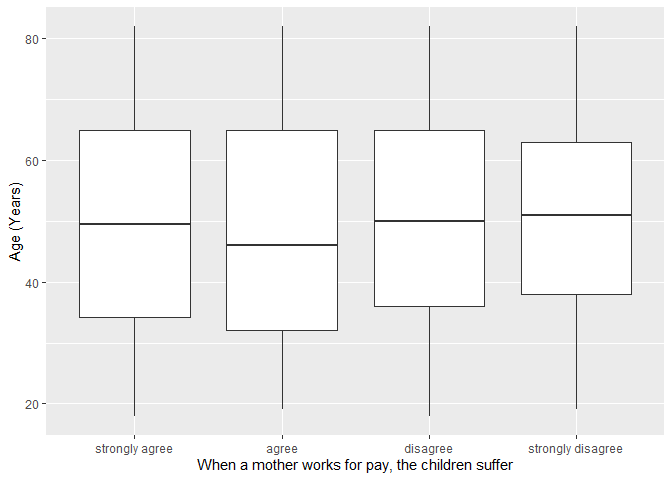 80
60
40
20
Age (Years)
strongly agree agree disagree strongly disagree
When a mother works for pay, the children suffer